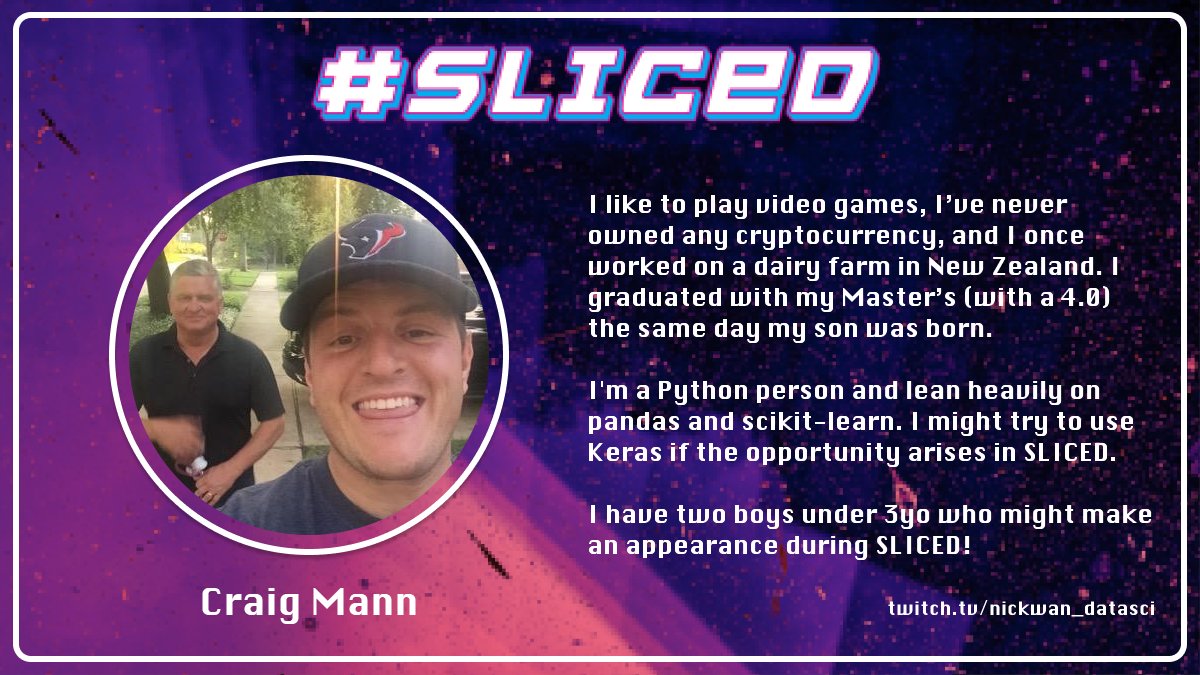 #SLICED
I like to play video games, I’ve never
owned any cryptocurrency, and I once
worked on a dairy farm in New Zealand. I
graduated with my Master’s (with a 4.0)
the same day my son was born.
I'm a Python person and lean heavily on
pandas and scikit-learn. I might try to use
Keras if the opportunity arises in SLICED.
I have two boys under 3yo who might make
an appearance during SLICED!
Craig Mann
twitch.tv/nickwan_datasci